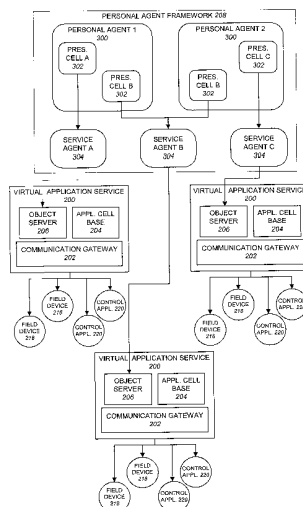 PERSONAL AGENT FRAMEWORK 208
PERSONAL AGENT 1
300
PRES.
CELL A
302
PRES.
CELL B
302
PERSONAL AGENT 2
300
PRES.
CELL C
302
PRES.
CELL B
302
SERVICE
AGENT A
304
SERVICE
AGENT B
304
SERVICE
AGENT C
304
VIRTUAL APPLICATION SERVICE
200
OBJECT
SERVER
206
APPL. CELL
BASE
204
COMMUNICATION GATEWAY
202
FIELD
DEVICE
218
FIELD
DEVICE
218
CONTROL
APPL. 220
CONTROL
APPL. 220
VIRTUAL APPLICATION SERVICE
200
OBJECT
SERVER
206
APPL. CELL
BASE
204
COMMUNICATION GATEWAY
202
FIELD
DEVICE
218
FIELD
DEVICE
218
CONTROL
APPL. 220
CONTROL
VIRTUAL APPLICATION SERVICE
200
OBJECT
SERVER
206
APPL. CELL
BASE
204
COMMUNICATION GATEWAY
202
FIELD
DEVICE
218
FIELD
DEVICE
218
CONTROL
APPL. 220
CONTROL
APPL. 220